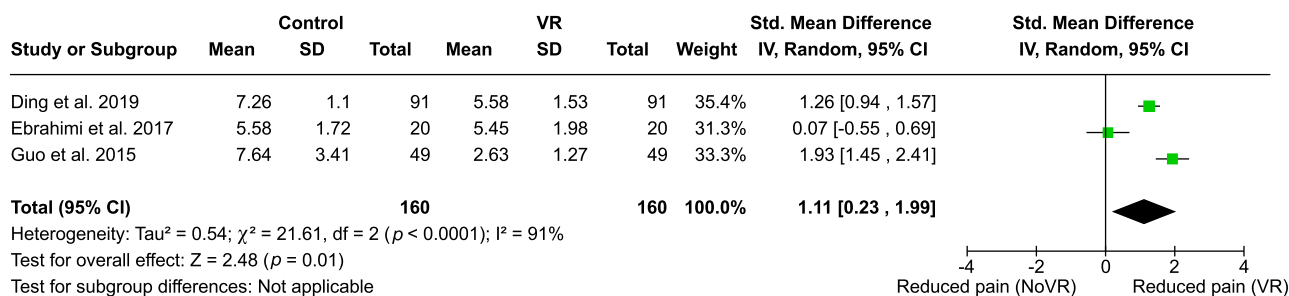 Control VR Std. Mean Difference Std. Mean Difference
Study or Subgroup Mean SD Total Mean SD Total Weight IV, Random, 95% CI IV, Random, 95% CI
Ding et al. 2019 7.26 1.1 91 5.58 1.53 91 35.4% 1.26 [0.94 , 1.57]
Ebrahimi et al. 2017 5.58 1.72 20 5.45 1.98 20 31.3% 0.07 [-0.55 , 0.69]
Guo et al. 2015 7.64 3.41 49 2.63 1.27 49 33.3% 1.93 [1.45 , 2.41]
Total (95% CI) 160 160 100.0% 1.11 [0.23 , 1.99]
Heterogeneity: Tau² = 0.54; χ² = 21.61, df = 2 (p < 0.0001); I² = 91%
Test for overall effect: Z = 2.48 (p = 0.01)
Test for subgroup differences: Not applicable
-4 -2 0 2 4
Reduced pain (NoVR) Reduced pain (VR)